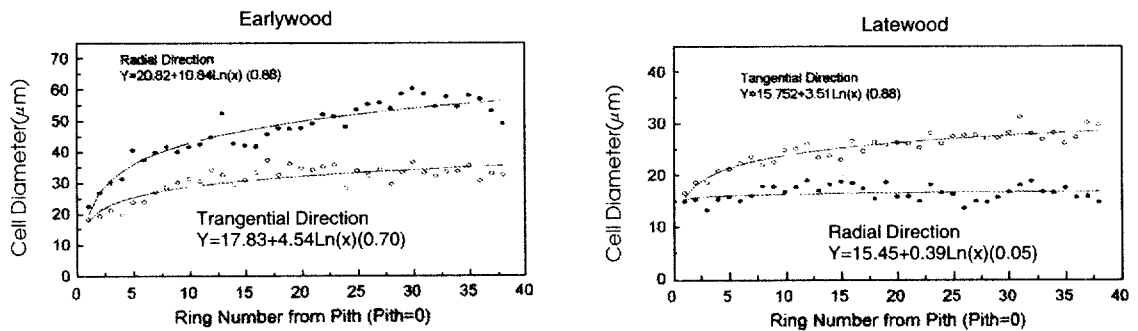 Earlywood
Cell Diameter(μm)
70
60
50
40
30
20
10
0
Radial Direction
Y=20.82+10.84Ln(x) (0.88)
Trangential Direction
Y=17.83+4.54Ln(x)(0.70)
0 5 10 15 20 25 30 35 40
Ring Number from Pith (Pith=0)
Latewood
Cell Diameter(μm)
40
30
20
10
0
Tangential Direction
Y=15.752+3.51Ln(x) (0.88)
Radial Direction
Y=15.45+0.39Ln(x)(0.05)
0 5 10 15 20 25 30 35 40
Ring Number from Pith (Pith=0)